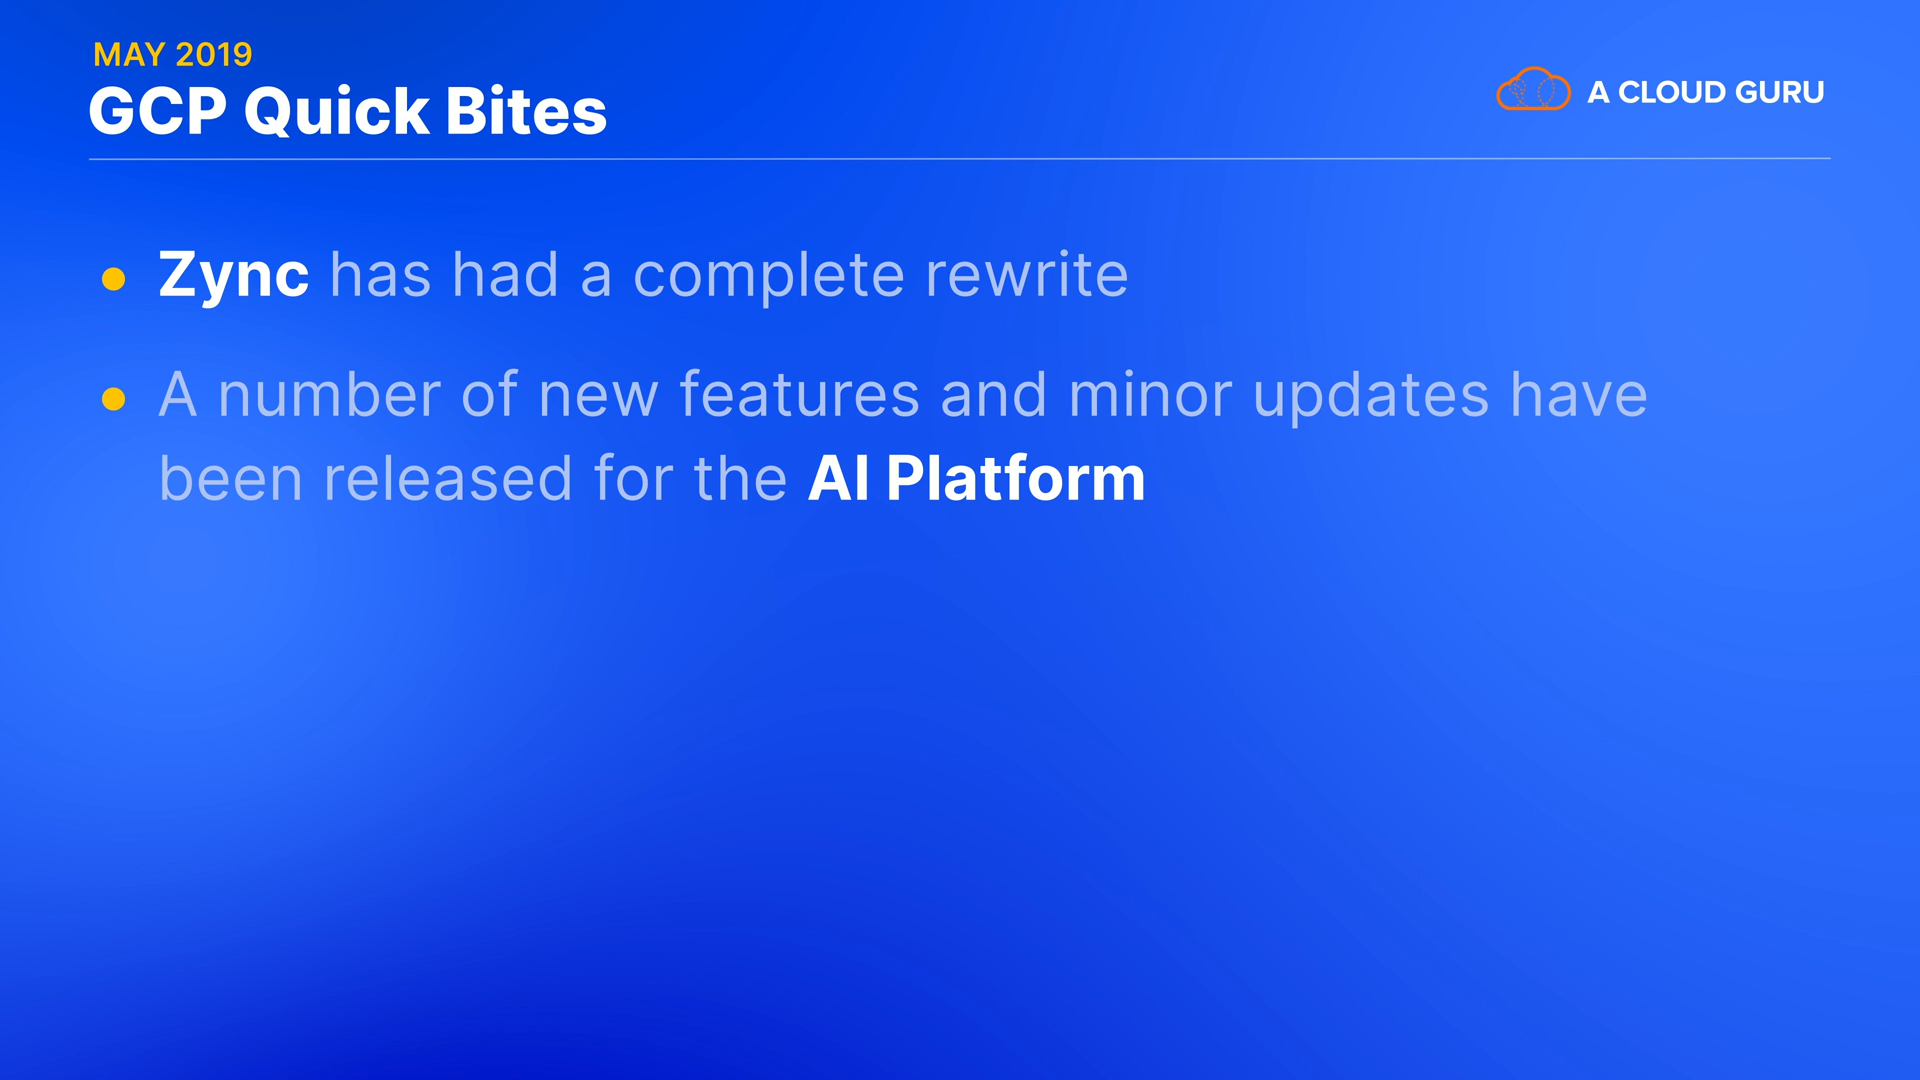 MAY 2019
GCP Quick Bites
A CLOUD GURU
• Zync has had a complete rewrite
• A number of new features and minor updates have
been released for the AI Platform